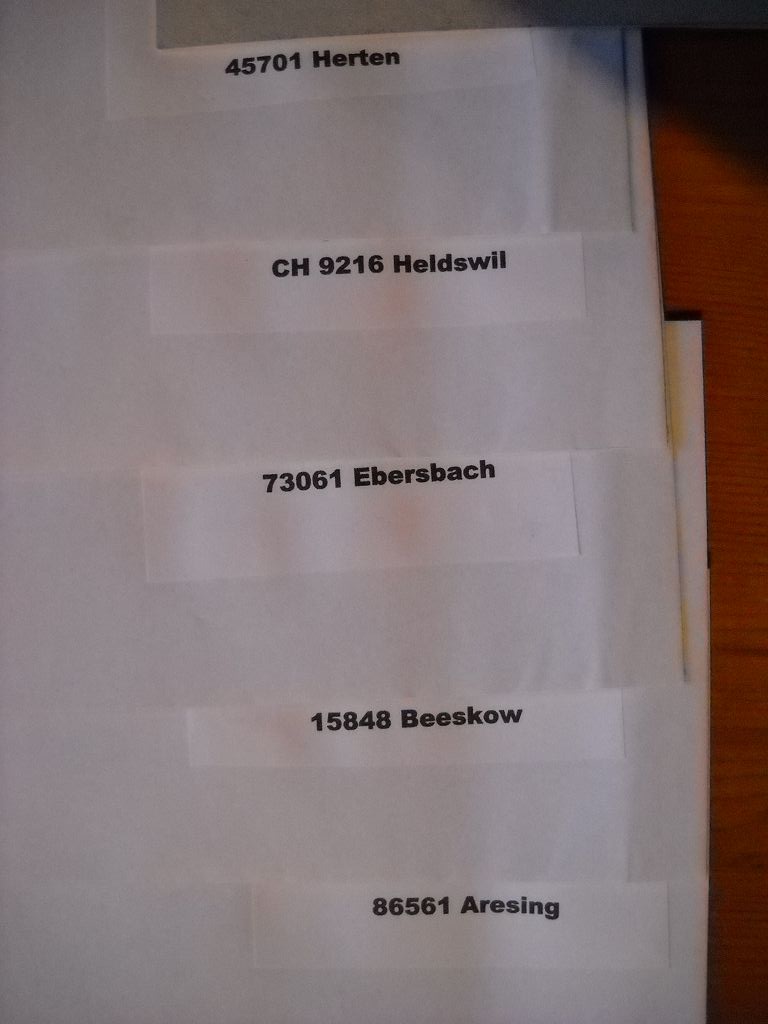 45701 Herten
CH 9216 Heldswil
73061 Ebersbach
15848 Beeskow
86561 Aresing